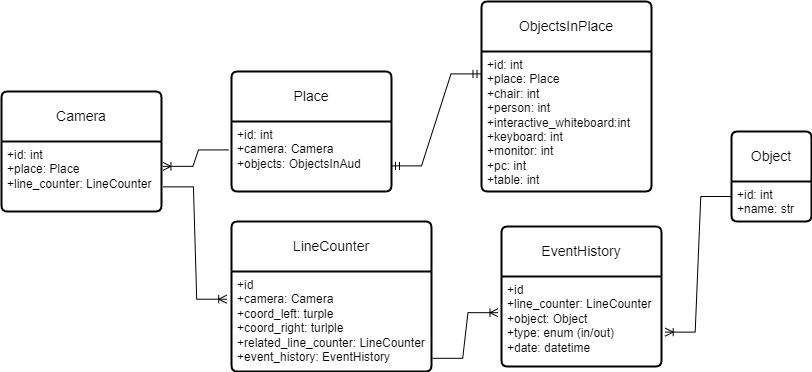 ObjectsInPlace
+id: int
+place: Place
+chair: int
+person: int
+interactive_whiteboard:int
+keyboard: int
+monitor: int
+pc: int
+table: int
Place
+id: int
+camera: Camera
+objects: ObjectsInAud
Camera
+id: int
+place: Place
+line_counter: LineCounter
Object
+id: int
+name: str
LineCounter
+id
+camera: Camera
+coord_left: turple
+coord_right: turlple
+related_line_counter: LineCounter
+event_history: EventHistory
EventHistory
+id
+line_counter: LineCounter
+object: Object
+type: enum (in/out)
+date: datetime